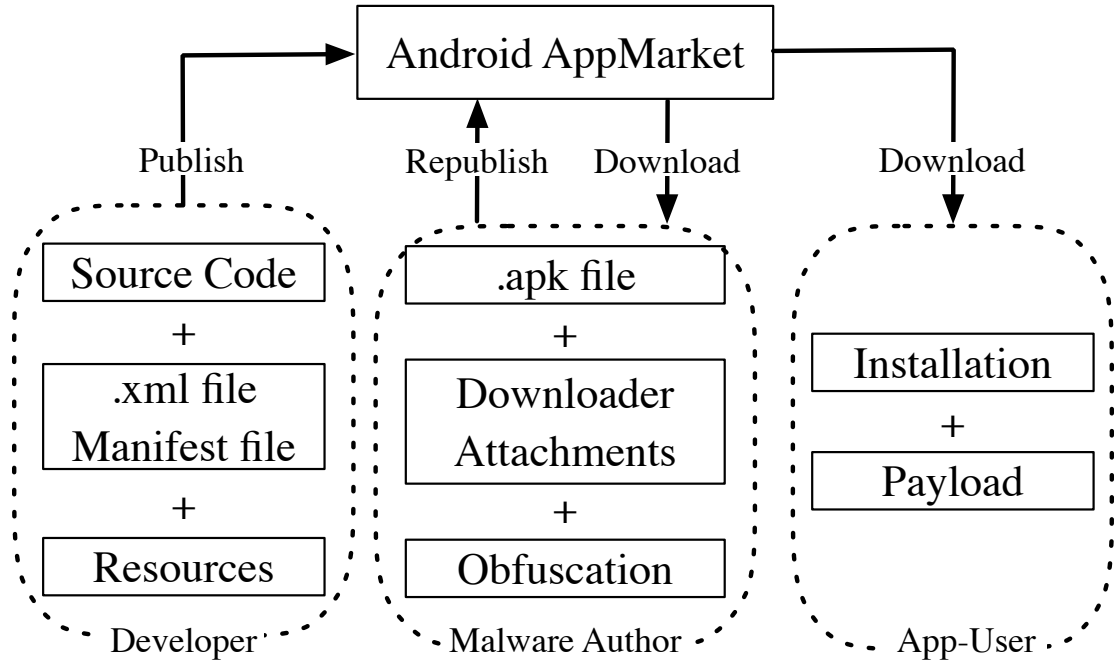 Android AppMarket
Publish
Republish
Download
Download
Source Code
+
.xml file
Manifest file
+
Resources
Developer
.apk file
+
Downloader
Attachments
+
Obfuscation
Malware Author
Installation
+
Payload
App-User